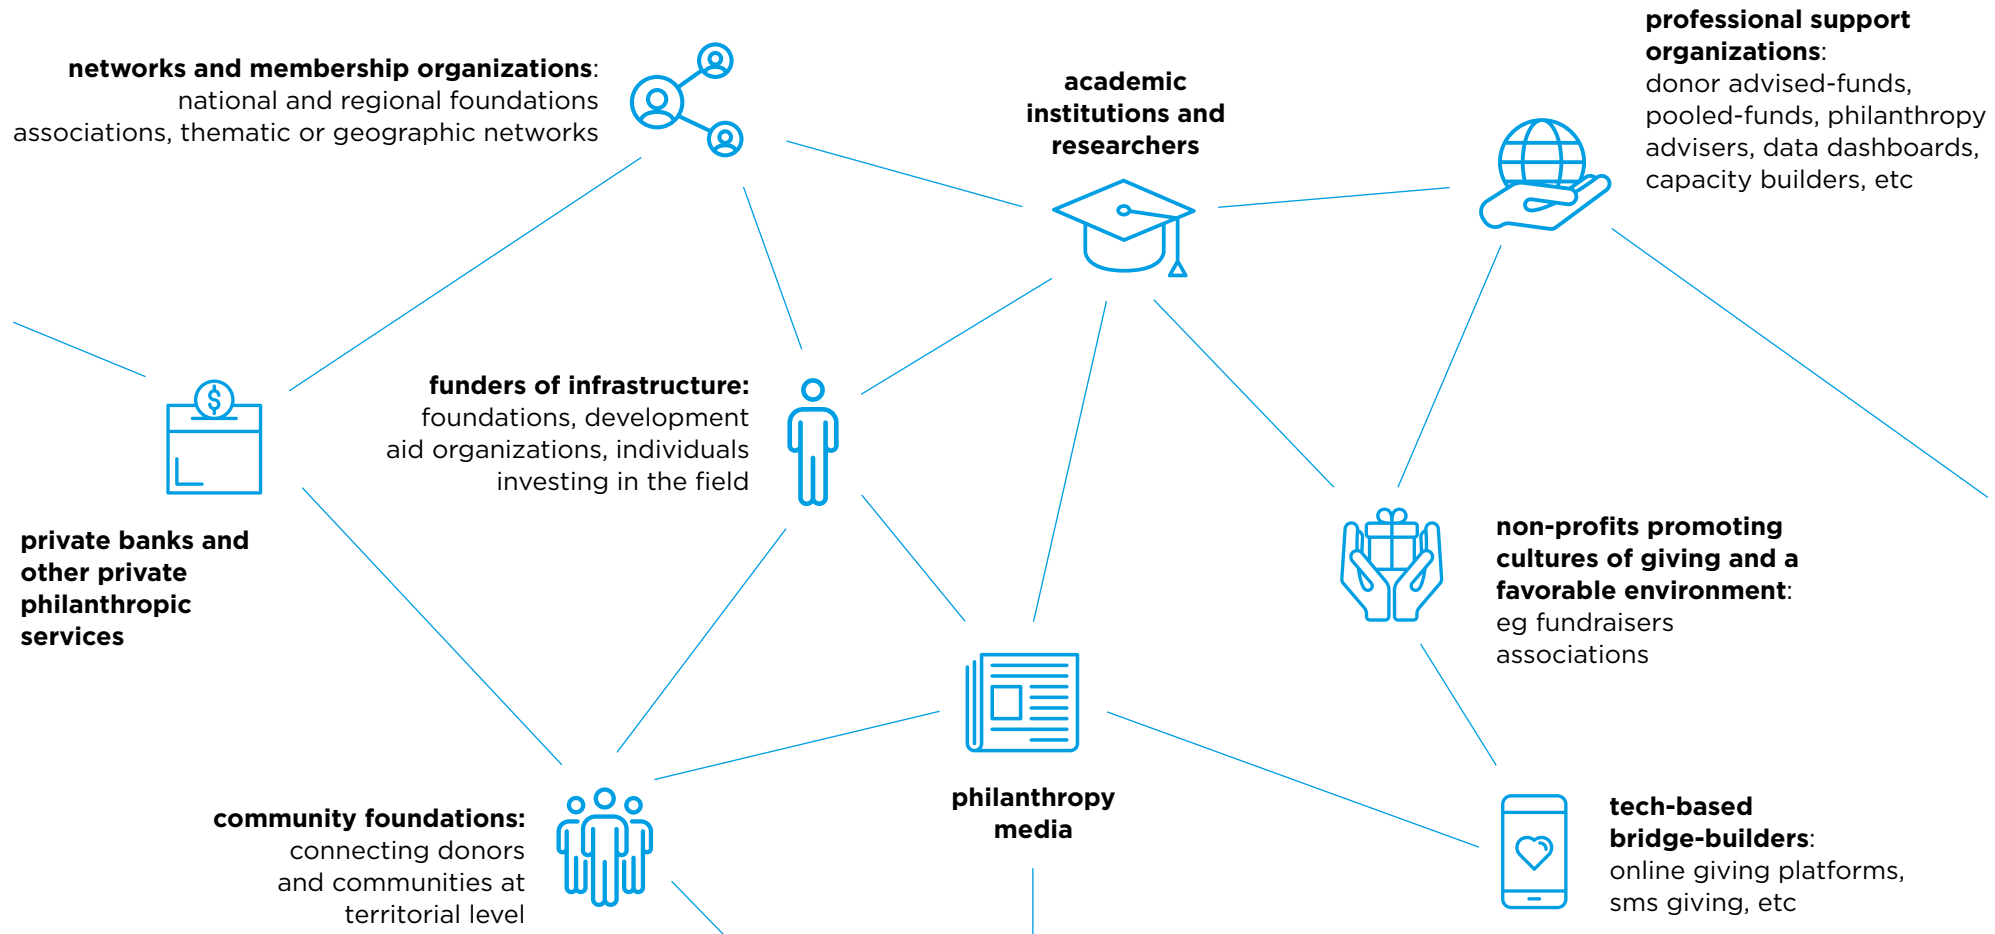 networks and membership organizations:
national and regional foundations
associations, thematic or geographic networks
academic
institutions and
researchers
professional support
organizations:
donor advised-funds,
pooled-funds, philanthropy
advisers, data dashboards,
capacity builders, etc
$
private banks and
other private
philanthropic
services
funders of infrastructure:
foundations, development
aid organizations, individuals
investing in the field
non-profits promoting
cultures of giving and a
favorable environment:
eg fundraisers
associations
community foundations:
connecting donors
and communities at
territorial level
philanthropy
media
tech-based
bridge-builders:
online giving platforms,
sms giving, etc